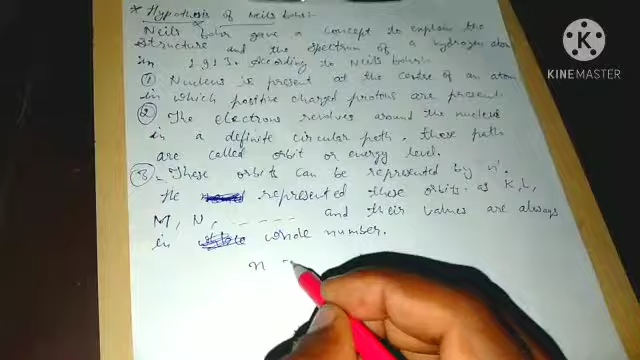 * Hypothesis of Neils bohr:-
Neils bohr gave a concept to explain the
structure and the spectrum of a hydrogen atom
in 1913. According to Neils bohr:-
① Nucleus is present at the centre of an atom
in which positive charged protons are present.
② The electrons revolves around the nucleus
in a definite circular path, these path
are called orbit or energy level.
③ - These orbits can be represented by 'n'.
He represented these orbits as K, L,
M, N, - - - - - - - and their values are always
in whole number.
n
KINEMASTER